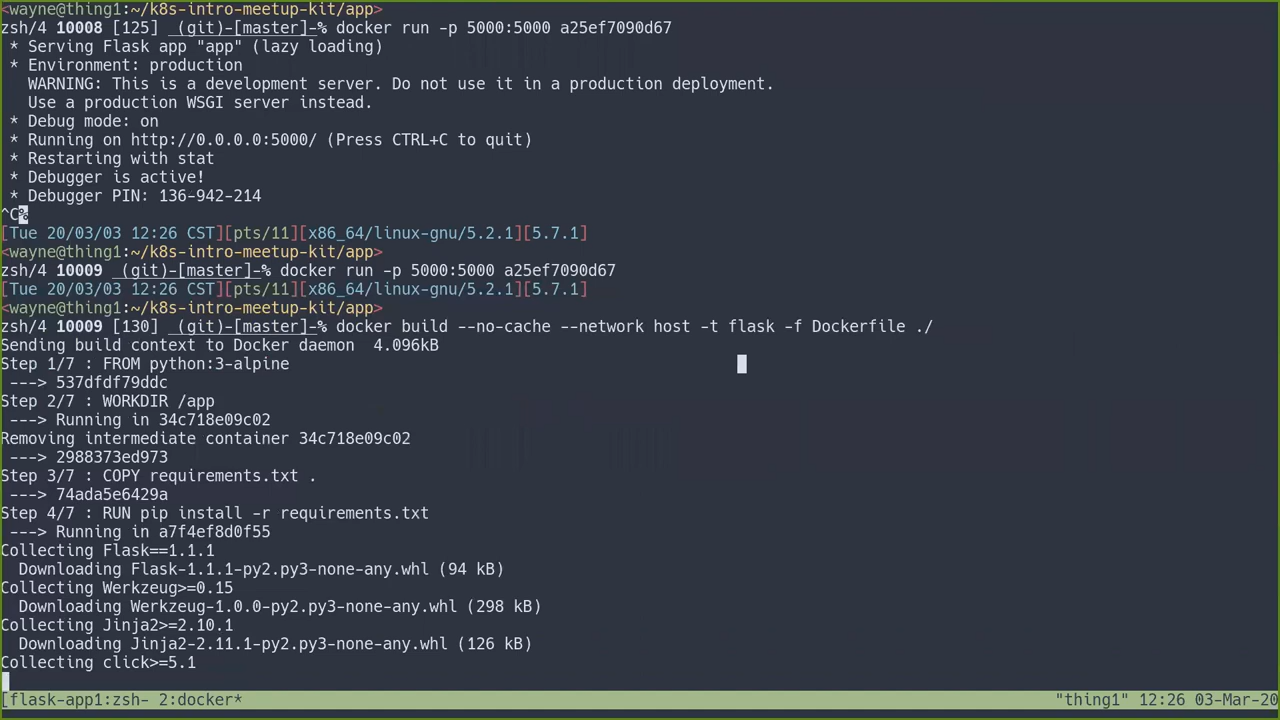 <wayne@thing1:~/k8s-intro-meetup-kit/app>
zsh/4 10008 [125] (git)-[master]-% docker run -p 5000:5000 a25ef7090d67
* Serving Flask app "app" (lazy loading)
* Environment: production
WARNING: This is a development server. Do not use it in a production deployment.
Use a production WSGI server instead.
* Debug mode: on
* Running on http://0.0.0.0:5000/ (Press CTRL+C to quit)
* Restarting with stat
* Debugger is active!
* Debugger PIN: 136-942-214
^C%
[Tue 20/03/03 12:26 CST][pts/11][x86_64/linux-gnu/5.2.1][5.7.1]
<wayne@thing1:~/k8s-intro-meetup-kit/app>
zsh/4 10009 (git)-[master]-% docker run -p 5000:5000 a25ef7090d67
[Tue 20/03/03 12:26 CST][pts/11][x86_64/linux-gnu/5.2.1][5.7.1]
<wayne@thing1:~/k8s-intro-meetup-kit/app>
zsh/4 10009 [130] (git)-[master]-% docker build --no-cache --network host -t flask -f Dockerfile ./
Sending build context to Docker daemon  4.096kB
Step 1/7 : FROM python:3-alpine
---> 537dfdf79ddc
Step 2/7 : WORKDIR /app
---> Running in 34c718e09c02
Removing intermediate container 34c718e09c02
---> 2988373ed973
Step 3/7 : COPY requirements.txt .
---> 74ada5e6429a
Step 4/7 : RUN pip install -r requirements.txt
---> Running in a7f4ef8d0f55
Collecting Flask==1.1.1
Downloading Flask-1.1.1-py2.py3-none-any.whl (94 kB)
Collecting Werkzeug>=0.15
Downloading Werkzeug-1.0.0-py2.py3-none-any.whl (298 kB)
Collecting Jinja2>=2.10.1
Downloading Jinja2-2.11.1-py2.py3-none-any.whl (126 kB)
Collecting click>=5.1
[flask-app1:zsh- 2:docker* "thing1" 12:26 03-Mar-20